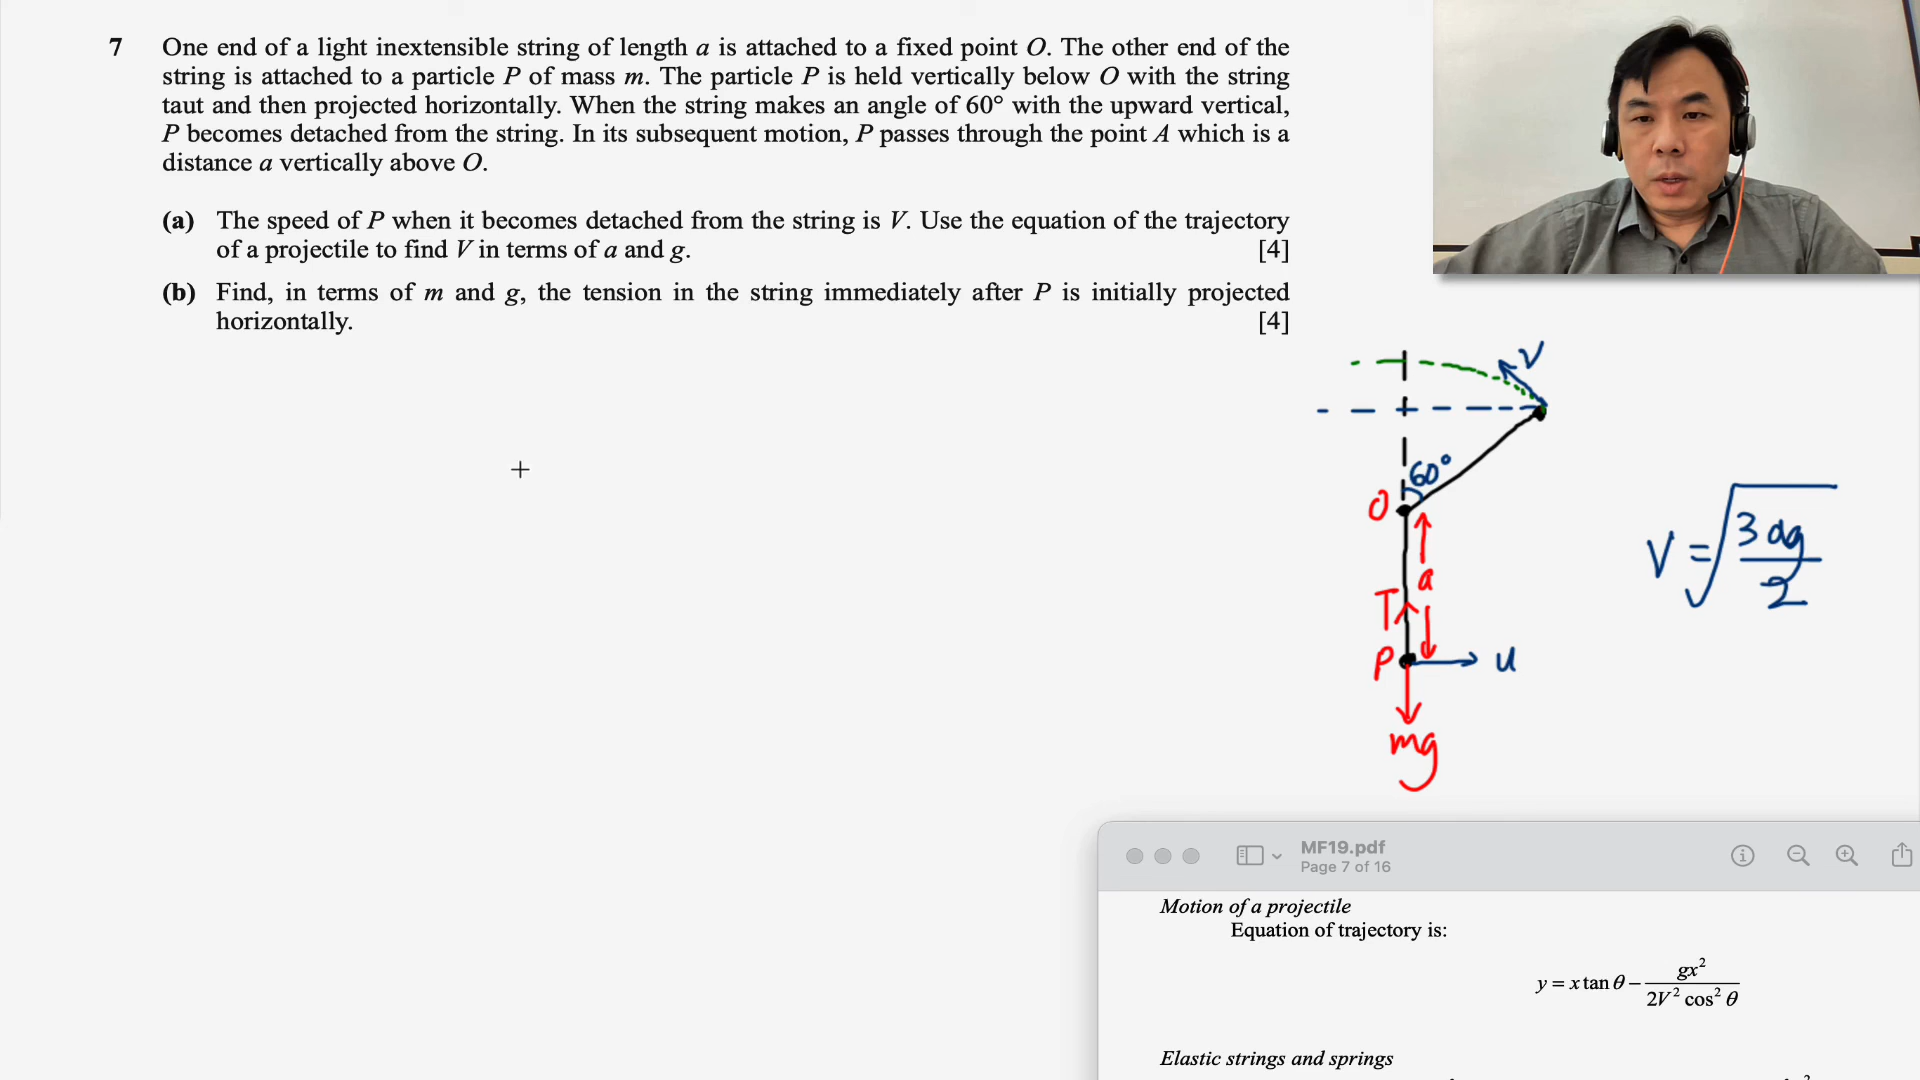 7 One end of a light inextensible string of length a is attached to a fixed point O. The other end of the
string is attached to a particle P of mass m. The particle P is held vertically below O with the string
taut and then projected horizontally. When the string makes an angle of 60° with the upward vertical,
P becomes detached from the string. In its subsequent motion, P passes through the point A which is a
distance a vertically above O.
(a) The speed of P when it becomes detached from the string is V. Use the equation of the trajectory
of a projectile to find V in terms of a and g. [4]
(b) Find, in terms of m and g, the tension in the string immediately after P is initially projected
horizontally. [4]
V
60°
O
a
T
P
u
mg
V = √(3ag/2)
MF19.pdf
Page 7 of 16
Motion of a projectile
Equation of trajectory is:
y = x tan θ − gx²/(2V² cos² θ)
Elastic strings and springs